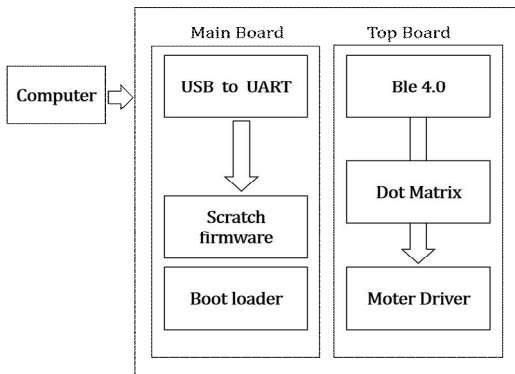 Main Board
Top Board
Computer
USB to UART
Scratch
firmware
Boot loader
Ble 4.0
Dot Matrix
Moter Driver